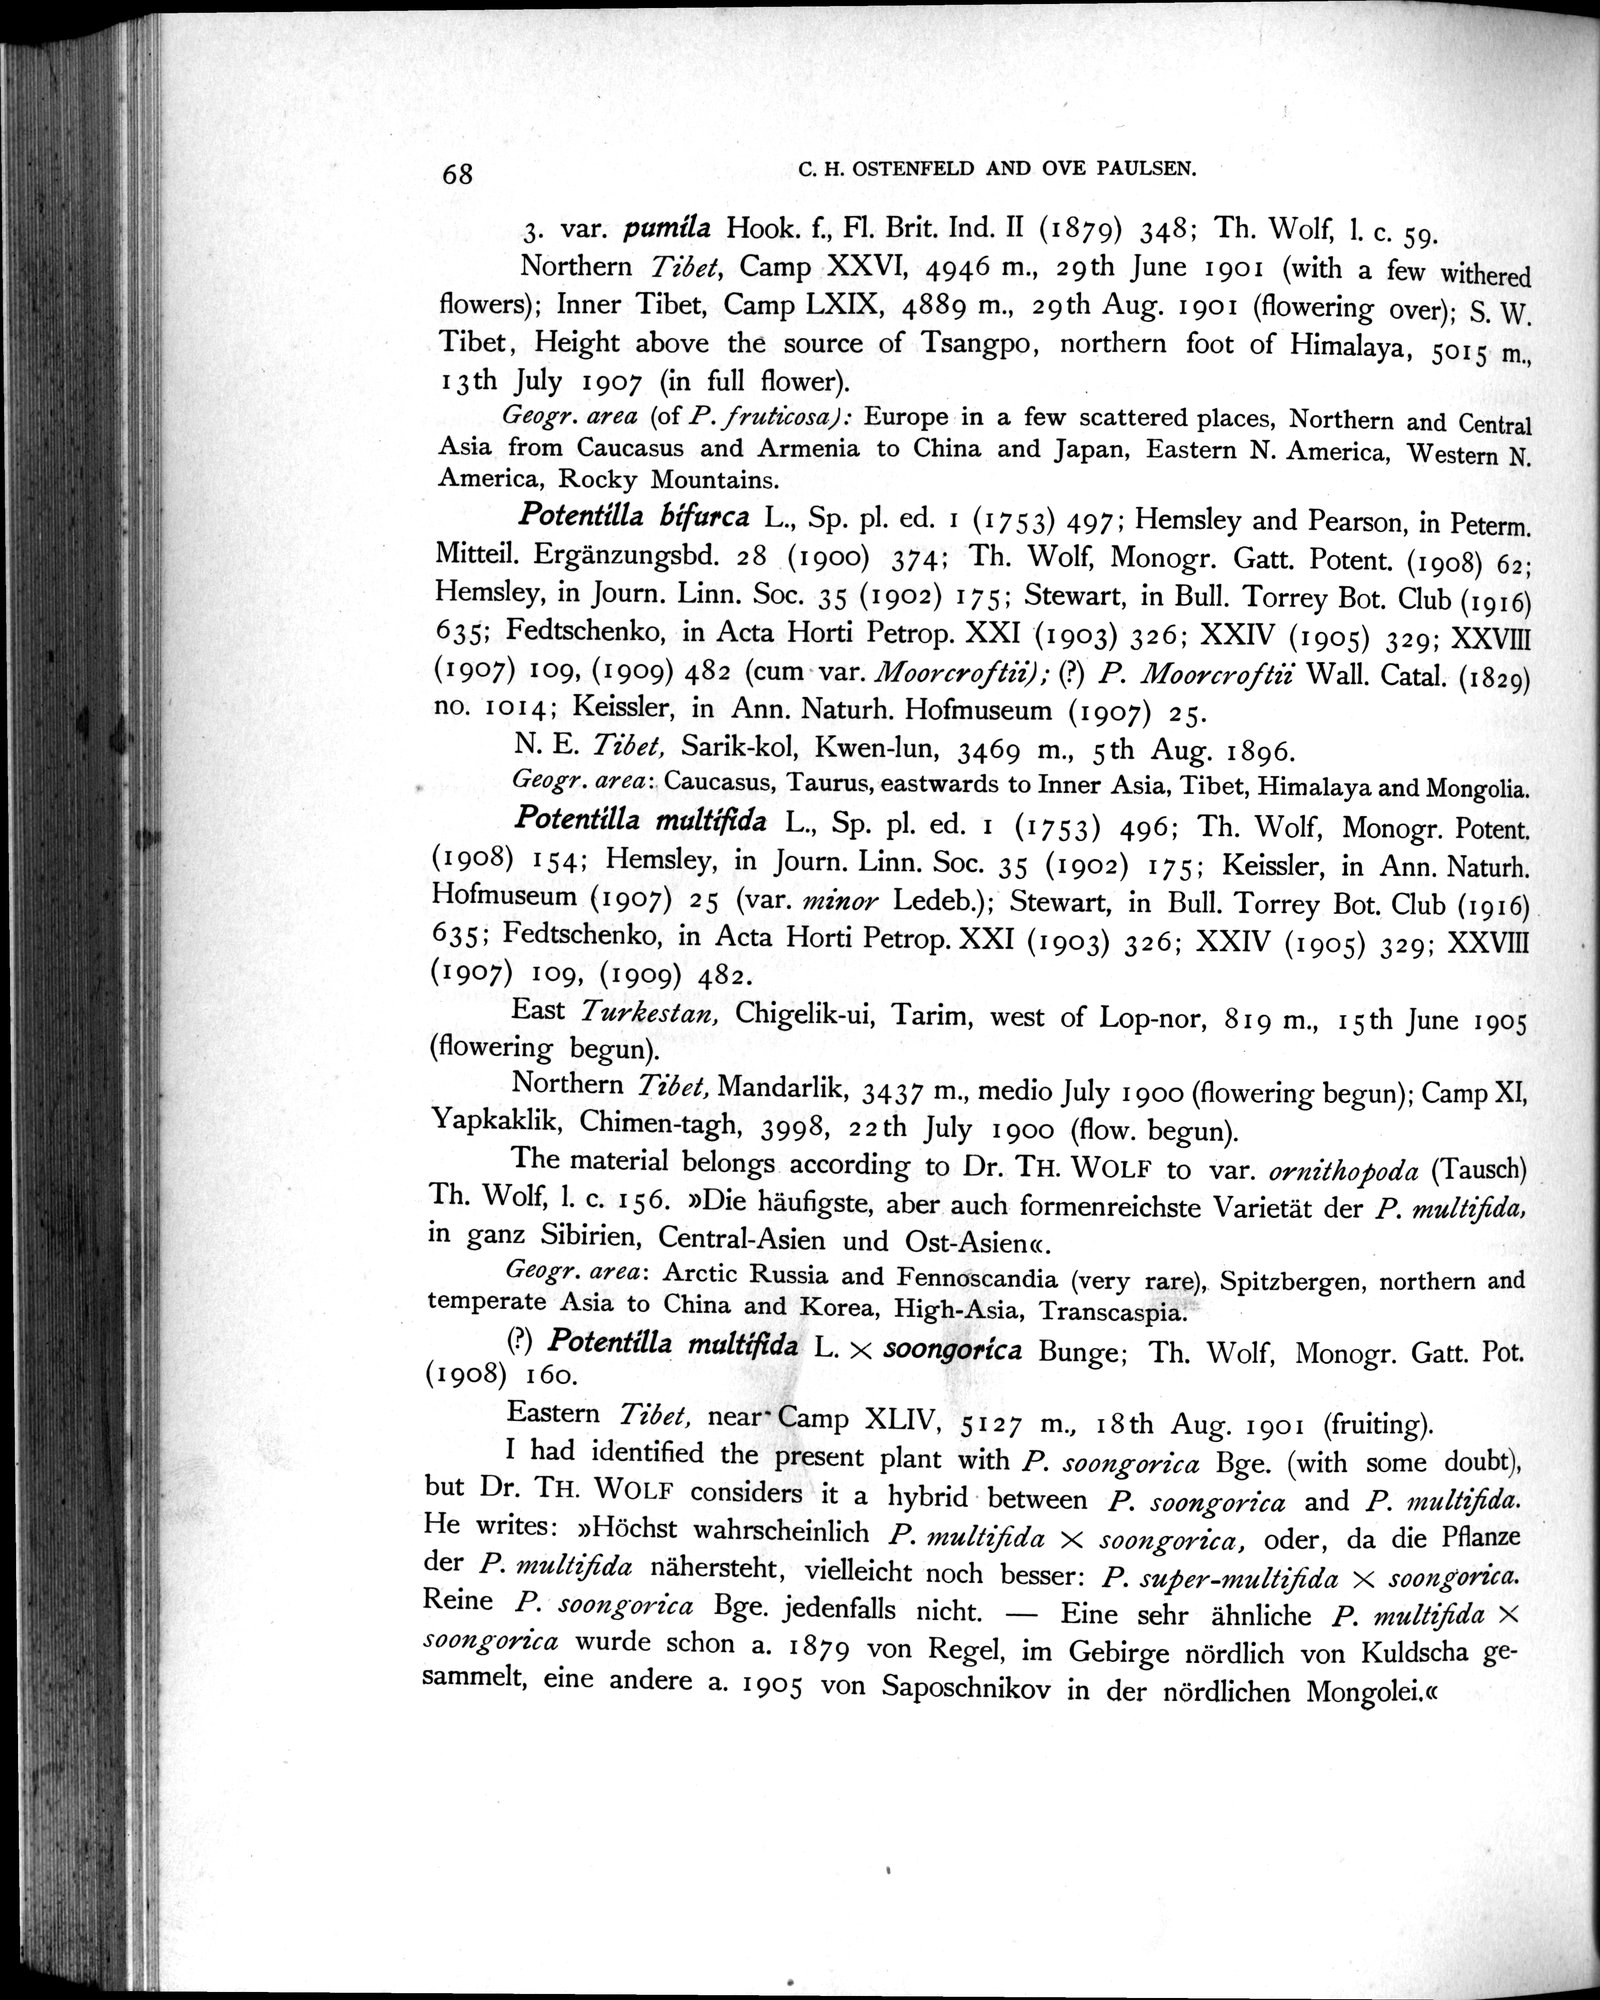 68
C. H. OSTENFELD AND OVE PAULSEN.
3. var. pumila Hook. f., Fl. Brit. Ind. II (1879) 348; Th. Wolf, l. c. 59.
Northern Tibet, Camp XXVI, 4946 m., 29th June 1901 (with a few withered
flowers); Inner Tibet, Camp LXIX, 4889 m., 29th Aug. 1901 (flowering over); S. W.
Tibet, Height above the source of Tsangpo, northern foot of Himalaya, 5015 m.,
13th July 1907 (in full flower).
Geogr. area (of P. fruticosa): Europe in a few scattered places, Northern and Central
Asia from Caucasus and Armenia to China and Japan, Eastern N. America, Western N.
America, Rocky Mountains.
Potentilla bifurca L., Sp. pl. ed. 1 (1753) 497; Hemsley and Pearson, in Peterm.
Mitteil. Ergänzungsbd. 28 (1900) 374; Th. Wolf, Monogr. Gatt. Potent. (1908) 62;
Hemsley, in Journ. Linn. Soc. 35 (1902) 175; Stewart, in Bull. Torrey Bot. Club (1916)
635; Fedtschenko, in Acta Horti Petrop. XXI (1903) 326; XXIV (1905) 329; XXVIII
(1907) 109, (1909) 482 (cum var. Moorcroftii); (?) P. Moorcroftii Wall. Catal. (1829)
no. 1014; Keissler, in Ann. Naturh. Hofmuseum (1907) 25.
N. E. Tibet, Sarik-kol, Kwen-lun, 3469 m., 5th Aug. 1896.
Geogr. area: Caucasus, Taurus, eastwards to Inner Asia, Tibet, Himalaya and Mongolia.
Potentilla multifida L., Sp. pl. ed. 1 (1753) 496; Th. Wolf, Monogr. Potent.
(1908) 154; Hemsley, in Journ. Linn. Soc. 35 (1902) 175; Keissler, in Ann. Naturh.
Hofmuseum (1907) 25 (var. minor Ledeb.); Stewart, in Bull. Torrey Bot. Club (1916)
635; Fedtschenko, in Acta Horti Petrop. XXI (1903) 326; XXIV (1905) 329; XXVIII
(1907) 109, (1909) 482.
East Turkestan, Chigelik-ui, Tarim, west of Lop-nor, 819 m., 15th June 1905
(flowering begun).
Northern Tibet, Mandarlik, 3437 m., medio July 1900 (flowering begun); Camp XI,
Yapkaklik, Chimen-tagh, 3998, 22th July 1900 (flow. begun).
The material belongs according to Dr. TH. WOLF to var. ornithopoda (Tausch)
Th. Wolf, l. c. 156. »Die häufigste, aber auch formenreichste Varietät der P. multifida,
in ganz Sibirien, Central-Asien und Ost-Asien«.
Geogr. area: Arctic Russia and Fennoscandia (very rare), Spitzbergen, northern and
temperate Asia to China and Korea, High-Asia, Transcaspia.
(?) Potentilla multifida L. × soongorica Bunge; Th. Wolf, Monogr. Gatt. Pot.
(1908) 160.
Eastern Tibet, near Camp XLIV, 5127 m., 18th Aug. 1901 (fruiting).
I had identified the present plant with P. soongorica Bge. (with some doubt),
but Dr. TH. WOLF considers it a hybrid between P. soongorica and P. multifida.
He writes: »Höchst wahrscheinlich P. multifida × soongorica, oder, da die Pflanze
der P. multifida nähersteht, vielleicht noch besser: P. super-multifida × soongorica.
Reine P. soongorica Bge. jedenfalls nicht. — Eine sehr ähnliche P. multifida ×
soongorica wurde schon a. 1879 von Regel, im Gebirge nördlich von Kuldscha ge-
sammelt, eine andere a. 1905 von Saposchnikov in der nördlichen Mongolei.«